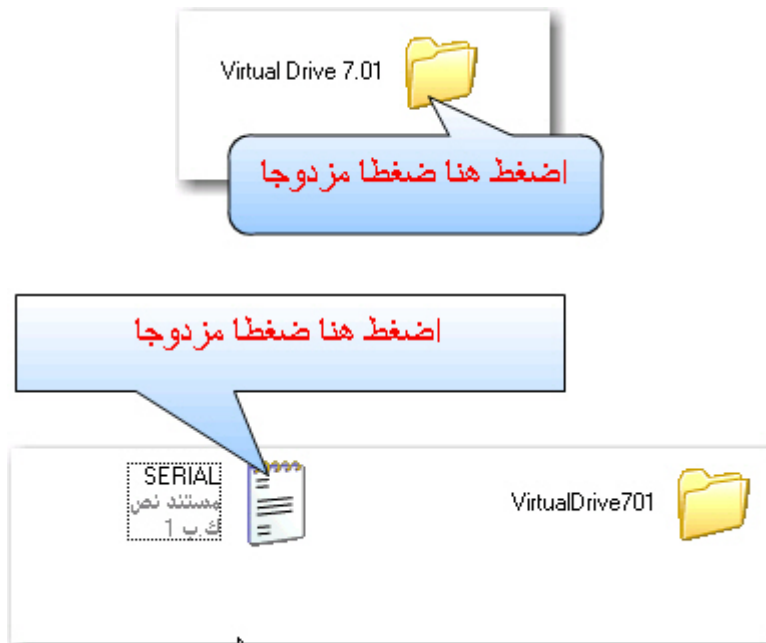 Virtual Drive 7.01
اضغط هنا ضغطا مزدوجا
اضغط هنا ضغطا مزدوجا
SERIAL
مستند نص
1 ك.ب
VirtualDrive701